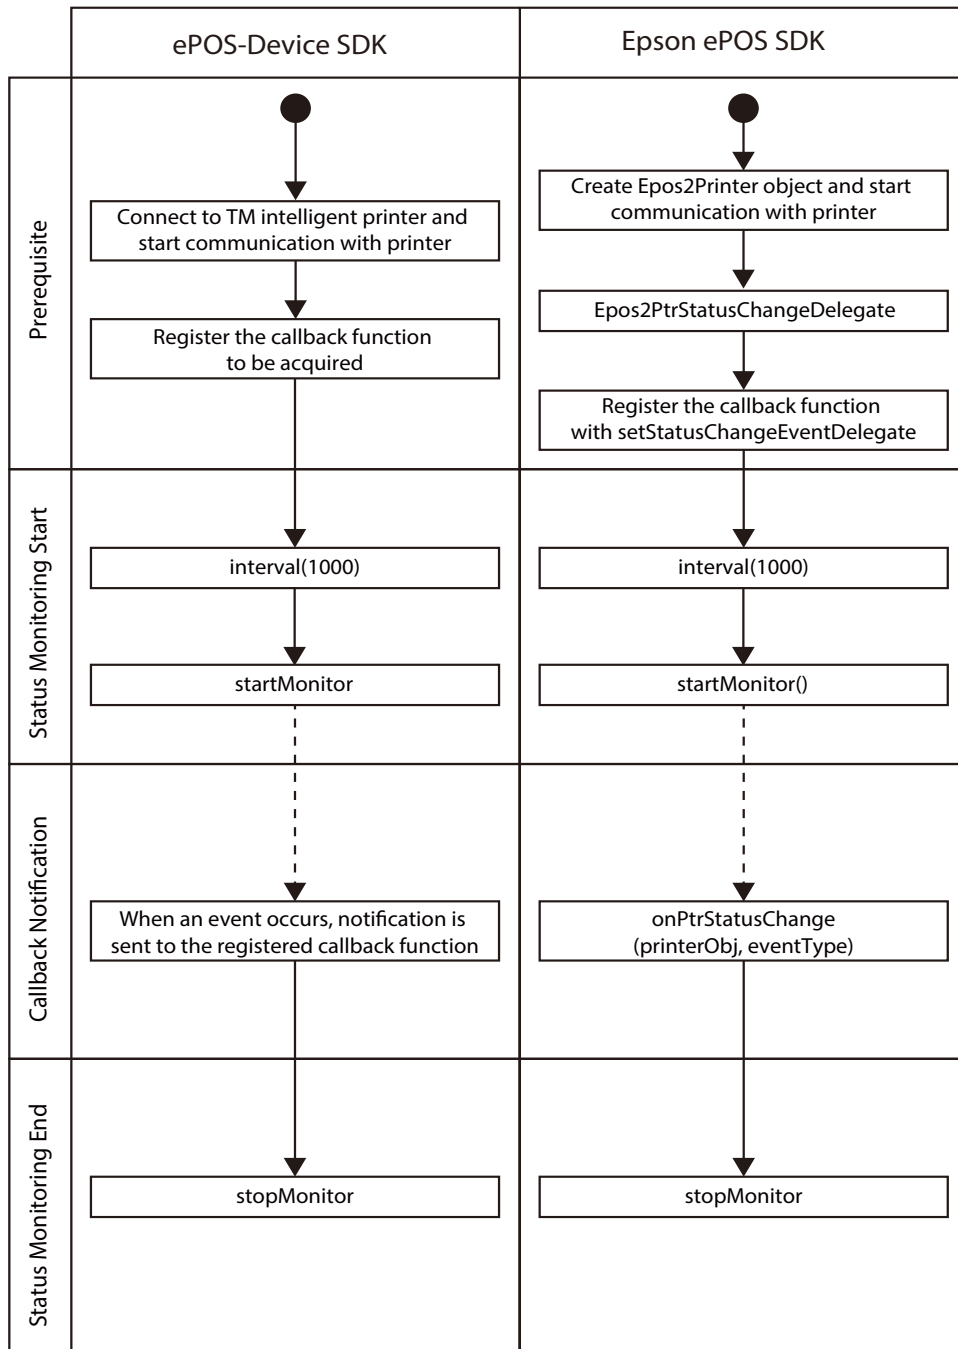 ePOS-Device SDK
Epson ePOS SDK
Prerequisite
Connect to TM intelligent printer and
start communication with printer
Register the callback function
to be acquired
Create Epos2Printer object and start
communication with printer
Epos2PtrStatusChangeDelegate
Register the callback function
with setStatusChangeEventDelegate
Status Monitoring Start
interval(1000)
startMonitor
interval(1000)
startMonitor()
Callback Notification
When an event occurs, notification is
sent to the registered callback function
onPtrStatusChange
(printerObj, eventType)
Status Monitoring End
stopMonitor
stopMonitor